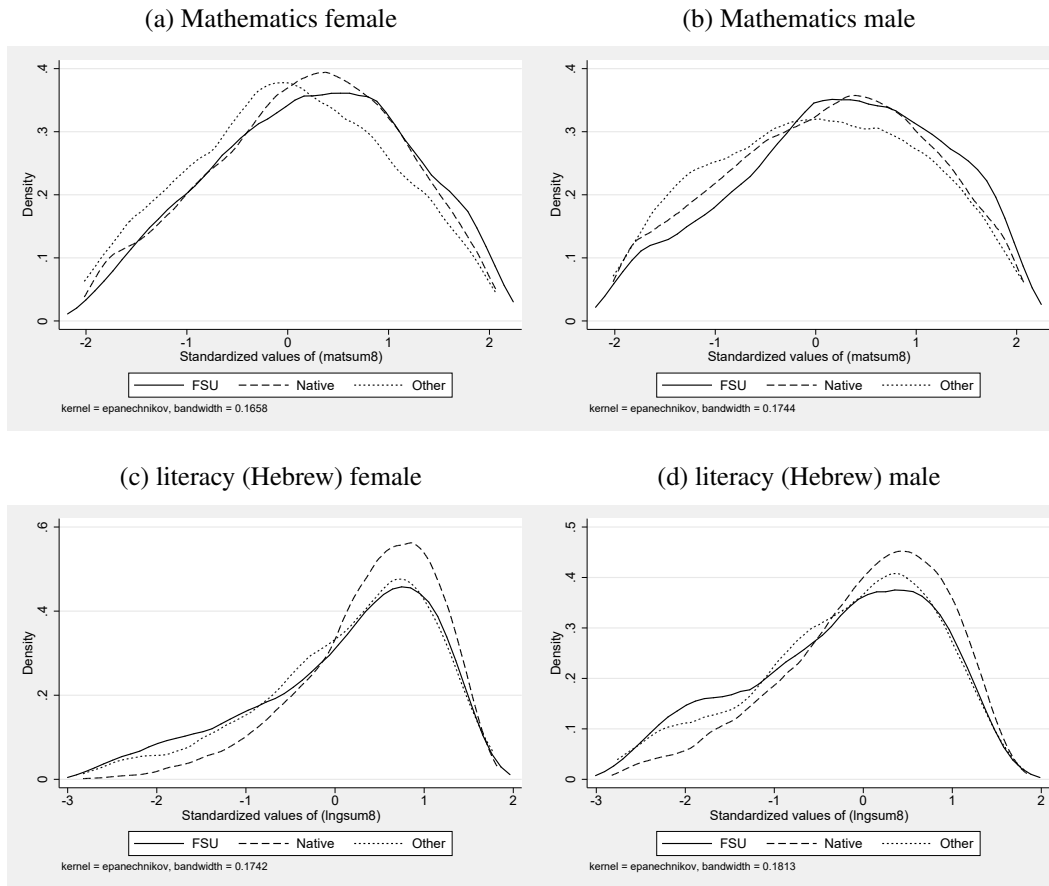 (a) Mathematics female
Density
0 .1 .2 .3 .4
-2 -1 0 1 2
Standardized values of (matsum8)
FSU Native Other
kernel = epanechnikov, bandwidth = 0.1658
(b) Mathematics male
Density
0 .1 .2 .3 .4
-2 -1 0 1 2
Standardized values of (matsum8)
FSU Native Other
kernel = epanechnikov, bandwidth = 0.1744
(c) literacy (Hebrew) female
Density
0 .2 .4 .6
-3 -2 -1 0 1 2
Standardized values of (lngsum8)
FSU Native Other
kernel = epanechnikov, bandwidth = 0.1742
(d) literacy (Hebrew) male
Density
0 .1 .2 .3 .4 .5
-3 -2 -1 0 1 2
Standardized values of (lngsum8)
FSU Native Other
kernel = epanechnikov, bandwidth = 0.1813